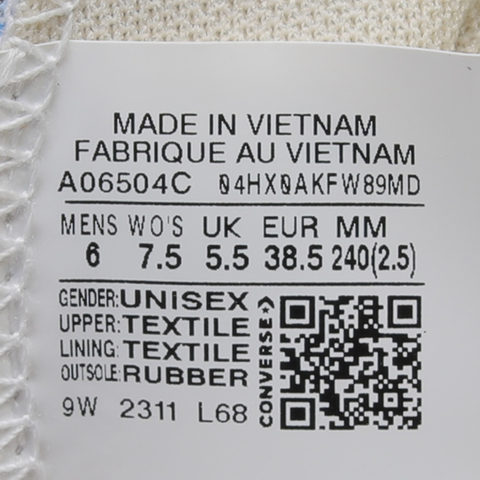 MADE IN VIETNAM
FABRIQUE AU VIETNAM
A06504C 04HX0AKFW89MD
MENS WO'S UK EUR MM
6 7.5 5.5 38.5 240(2.5)
GENDER:UNISEX
UPPER:TEXTILE
LINING:TEXTILE
OUTSOLE:RUBBER
9W 2311 L68
CONVERSE